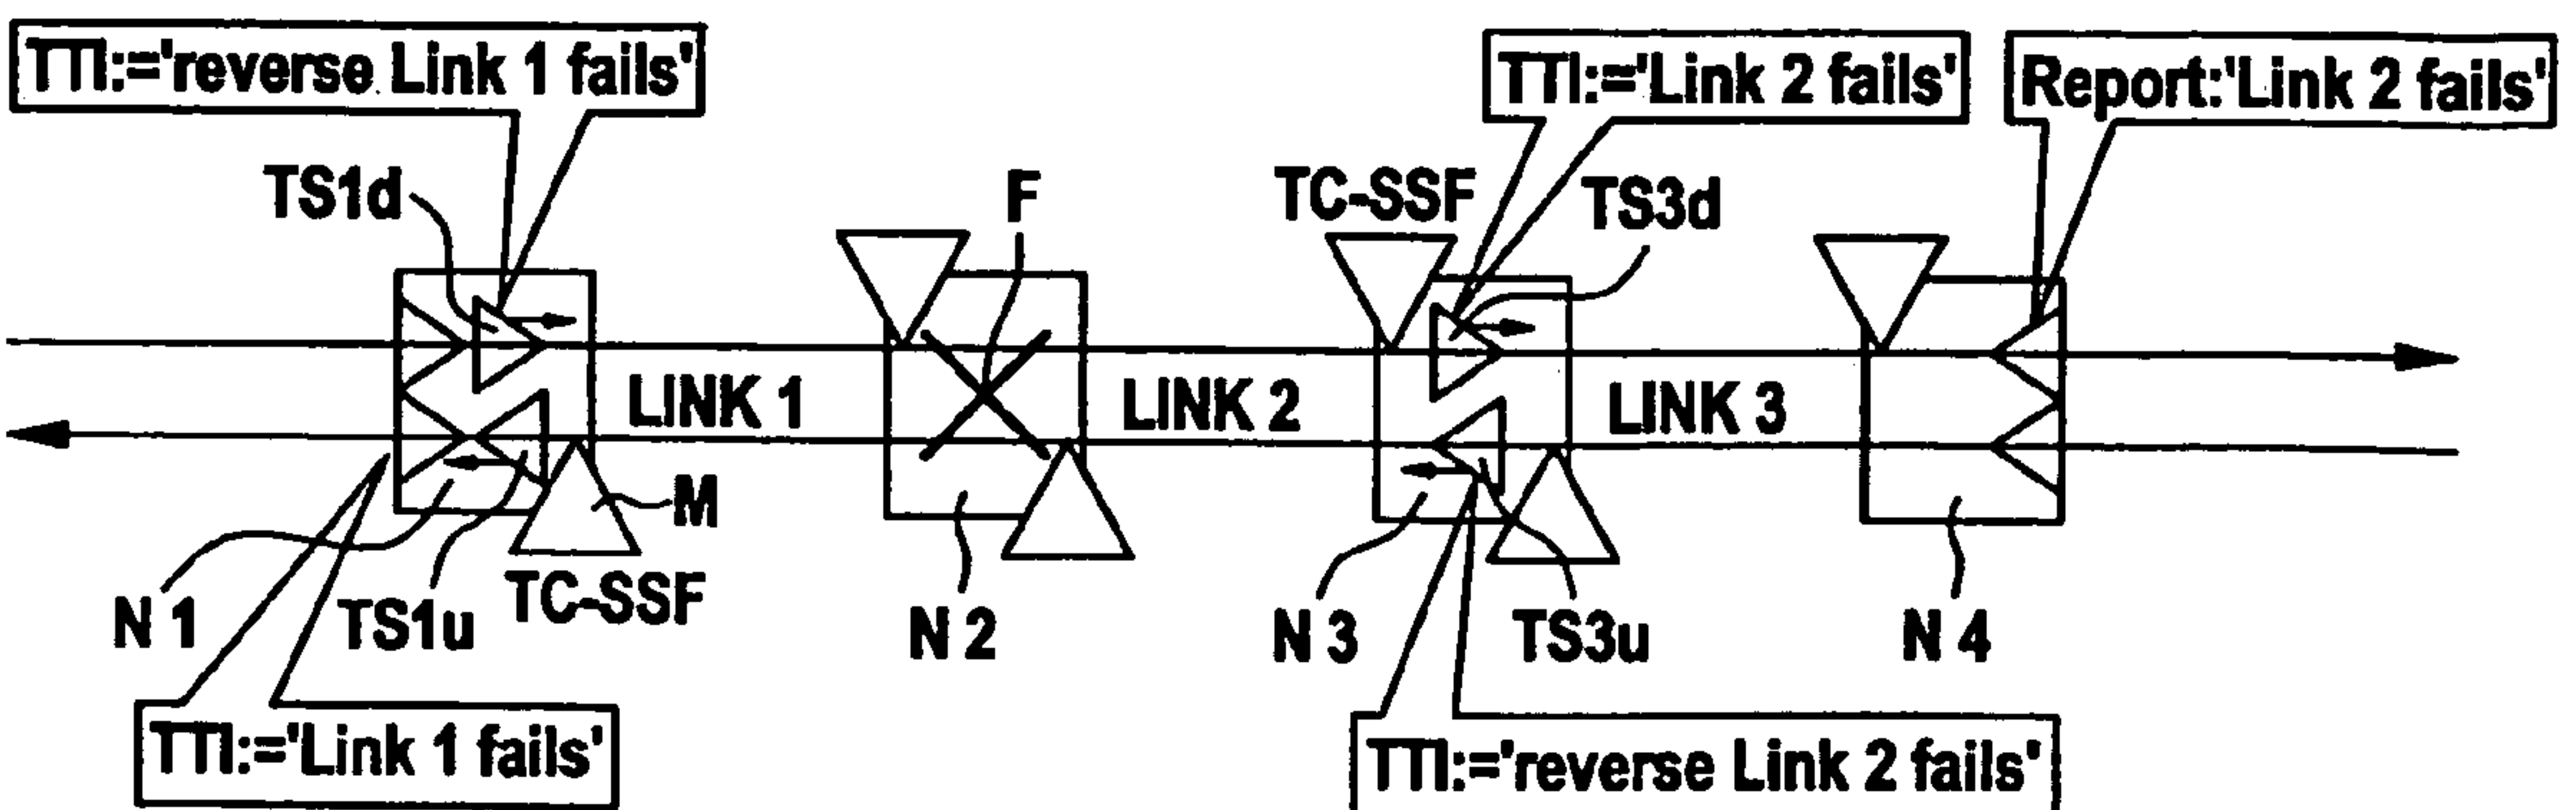 TTI:='reverse Link 1 fails'
TTI:='Link 2 fails'
Report:'Link 2 fails'
TS1d
F
TC-SSF
TS3d
LINK 1
LINK 2
LINK 3
M
N 1
TS1u
TC-SSF
N 2
N 3
TS3u
N 4
TTI:='Link 1 fails'
TTI:='reverse Link 2 fails'